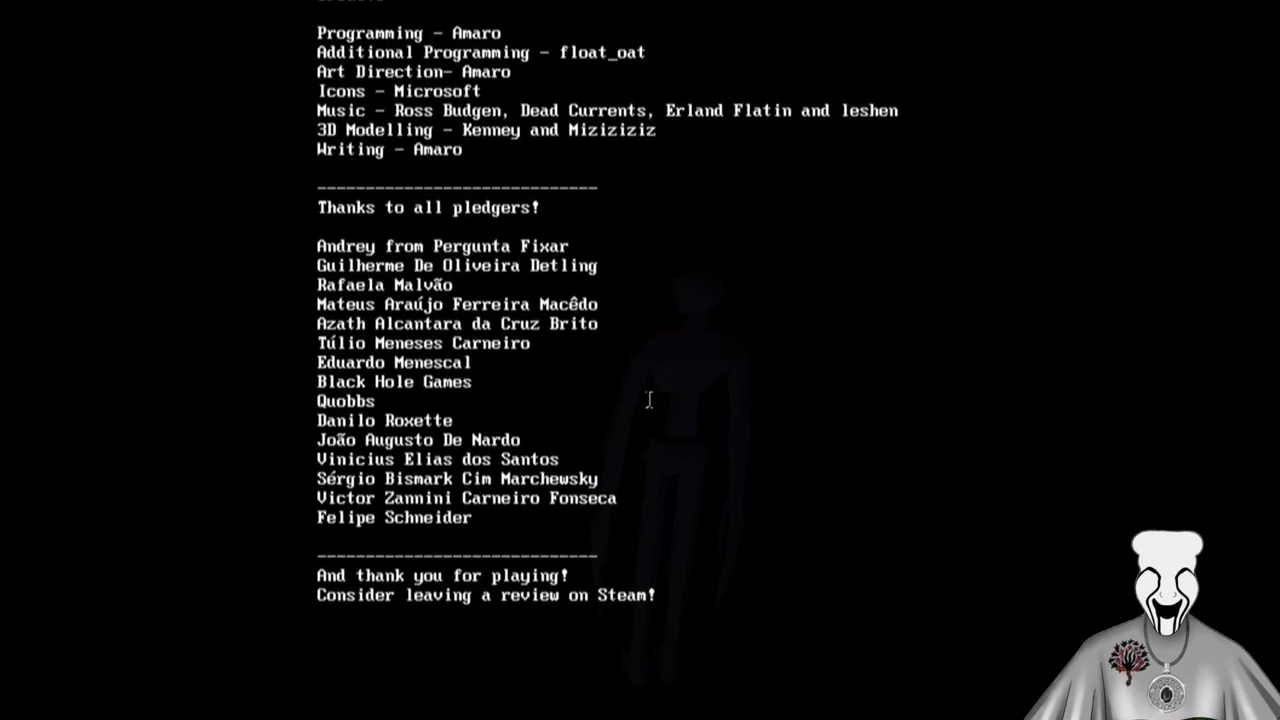 Programming - Amaro
Additional Programming - float_oat
Art Direction- Amaro
Icons - Microsoft
Music - Ross Budgen, Dead Currents, Erland Flatin and leshen
3D Modelling - Kenney and Miziziziz
Writing - Amaro
-----------------------------
Thanks to all pledgers!
Andrey from Pergunta Fixar
Guilherme De Oliveira Detling
Rafaela Malvão
Mateus Araújo Ferreira Macêdo
Azath Alcantara da Cruz Brito
Túlio Meneses Carneiro
Eduardo Menescal
Black Hole Games
Quobbs
Danilo Roxette
João Augusto De Nardo
Vinicius Elias dos Santos
Sérgio Bismark Cim Marchewsky
Victor Zannini Carneiro Fonseca
Felipe Schneider
-----------------------------
And thank you for playing!
Consider leaving a review on Steam!